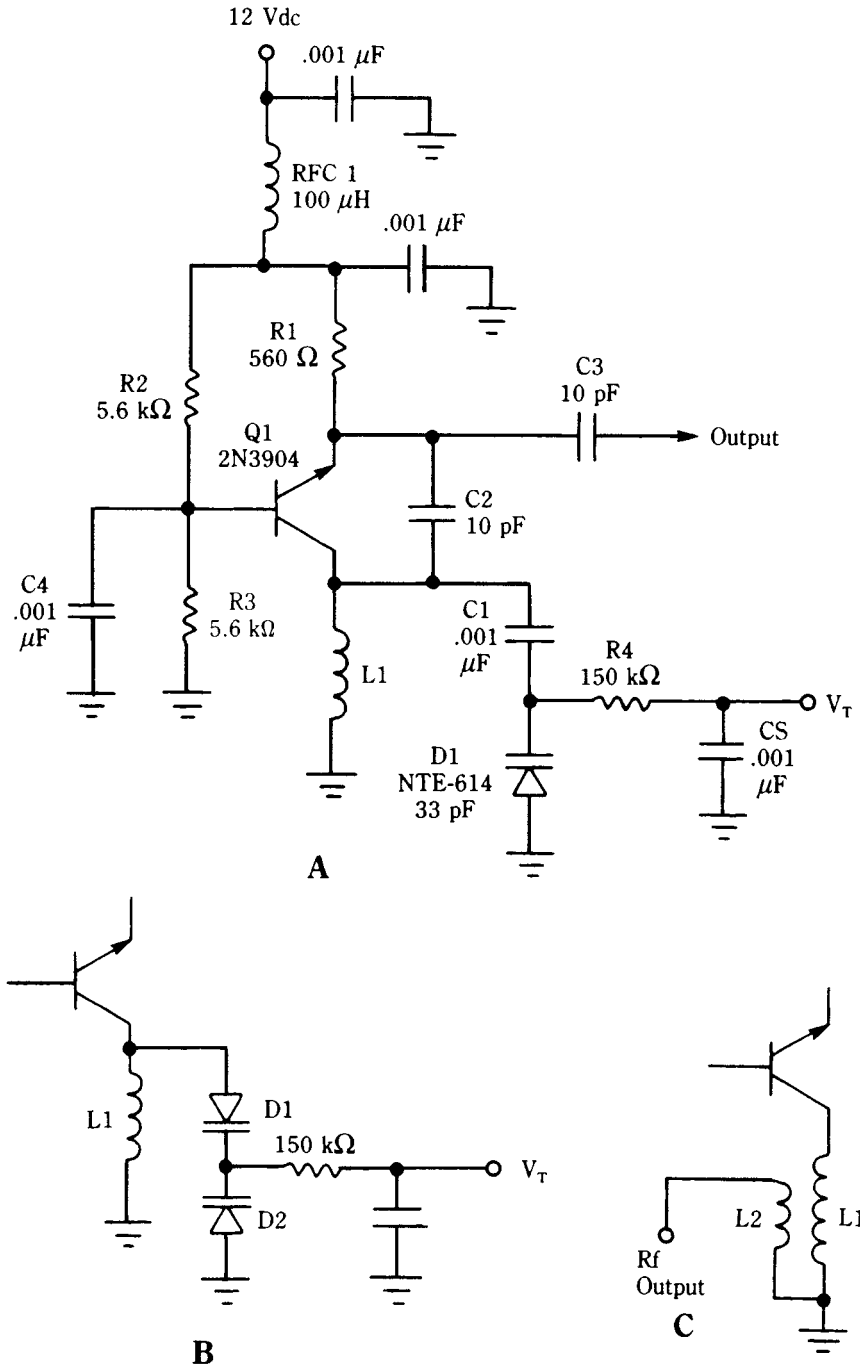 12 Vdc
.001 μF
RFC 1
100 μH
.001 μF
R1
560 Ω
R2
5.6 kΩ
C3
10 pF
Q1
2N3904
Output
C2
10 pF
C4
.001
μF
R3
5.6 kΩ
C1
.001
μF
R4
150 kΩ
L1
V_T
D1
NTE-614
33 pF
CS
.001
μF
A
L1
D1
150 kΩ
V_T
D2
B
L2
L1
Rf
Output
C